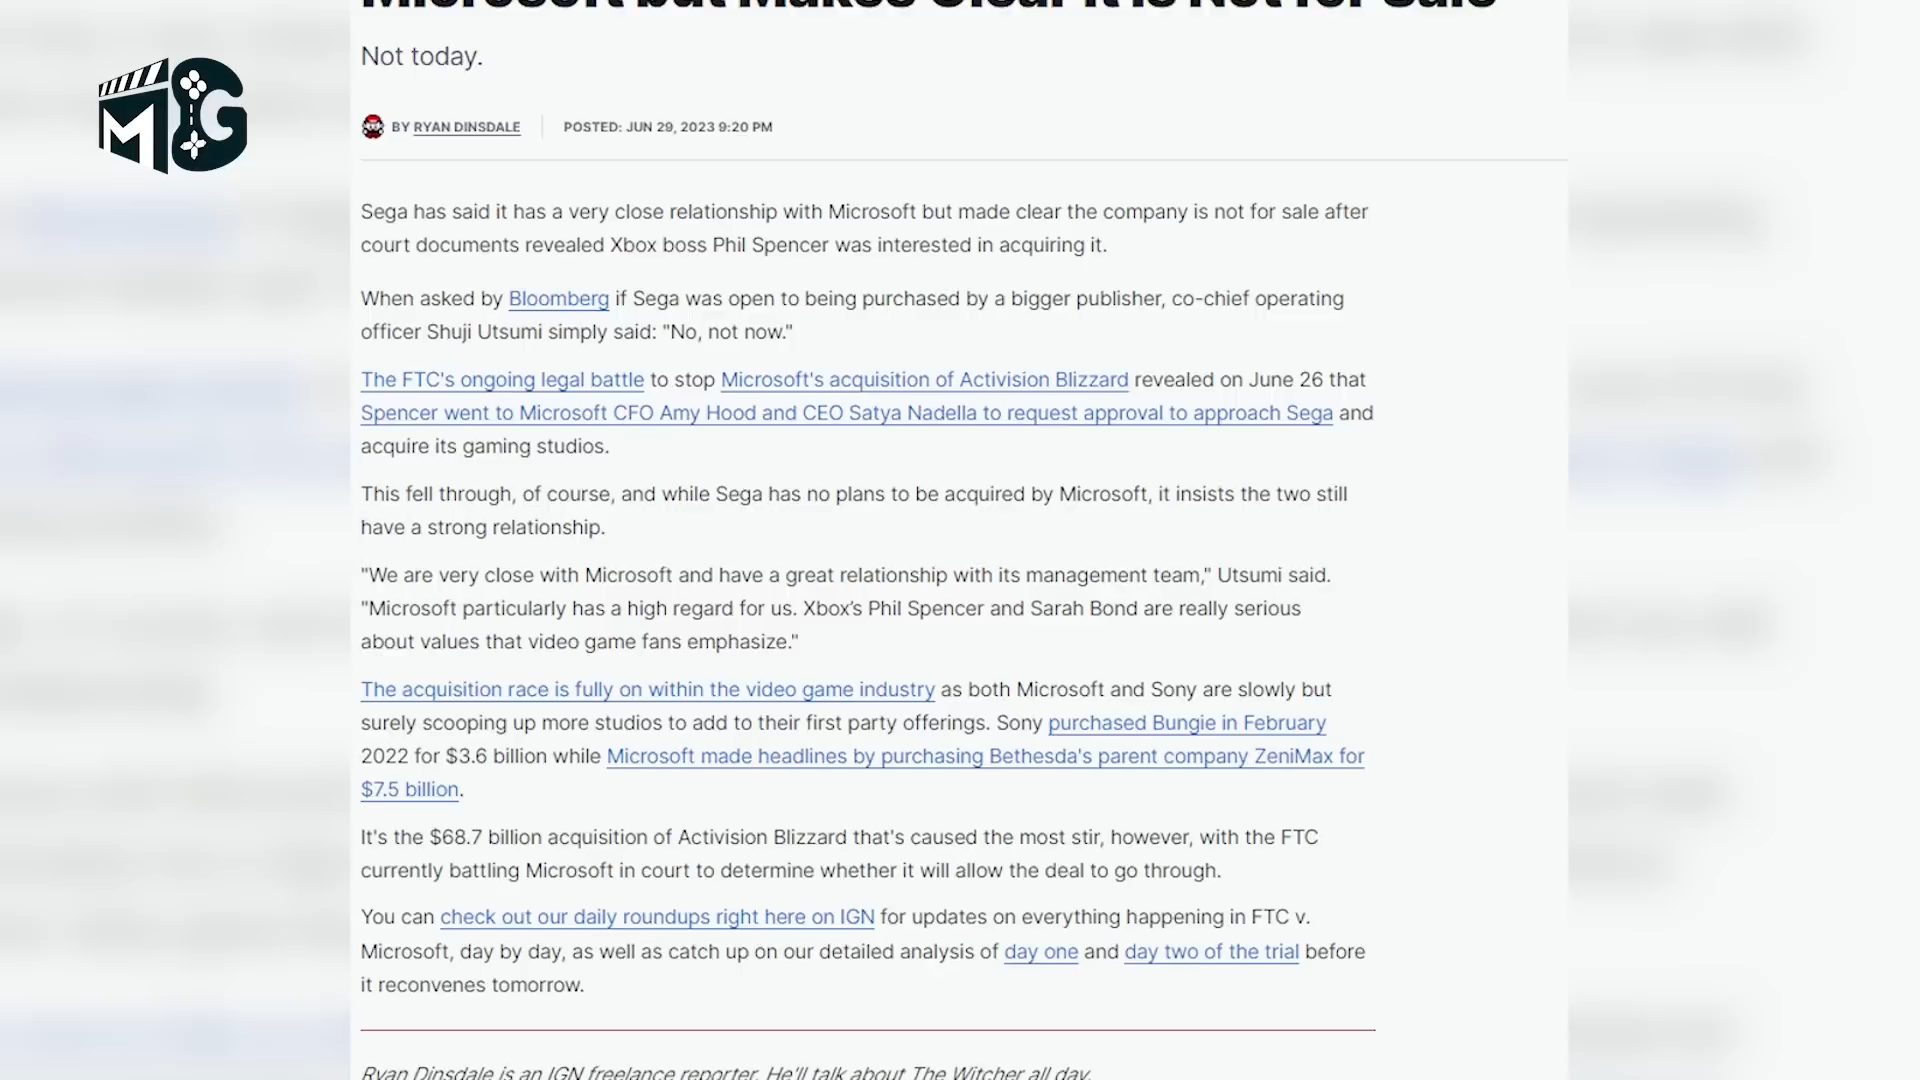 Microsoft but Makes Clear It Is Not for Sale
Not today.
MG
BY RYAN DINSDALE
POSTED: JUN 29, 2023 9:20 PM
Sega has said it has a very close relationship with Microsoft but made clear the company is not for sale after
court documents revealed Xbox boss Phil Spencer was interested in acquiring it.
When asked by Bloomberg if Sega was open to being purchased by a bigger publisher, co-chief operating
officer Shuji Utsumi simply said: "No, not now."
The FTC's ongoing legal battle to stop Microsoft's acquisition of Activision Blizzard revealed on June 26 that
Spencer went to Microsoft CFO Amy Hood and CEO Satya Nadella to request approval to approach Sega and
acquire its gaming studios.
This fell through, of course, and while Sega has no plans to be acquired by Microsoft, it insists the two still
have a strong relationship.
"We are very close with Microsoft and have a great relationship with its management team," Utsumi said.
"Microsoft particularly has a high regard for us. Xbox’s Phil Spencer and Sarah Bond are really serious
about values that video game fans emphasize."
The acquisition race is fully on within the video game industry as both Microsoft and Sony are slowly but
surely scooping up more studios to add to their first party offerings. Sony purchased Bungie in February
2022 for $3.6 billion while Microsoft made headlines by purchasing Bethesda's parent company ZeniMax for
$7.5 billion.
It's the $68.7 billion acquisition of Activision Blizzard that's caused the most stir, however, with the FTC
currently battling Microsoft in court to determine whether it will allow the deal to go through.
You can check out our daily roundups right here on IGN for updates on everything happening in FTC v.
Microsoft, day by day, as well as catch up on our detailed analysis of day one and day two of the trial before
it reconvenes tomorrow.
Ryan Dinsdale is an IGN freelance reporter. He'll talk about The Witcher all day.